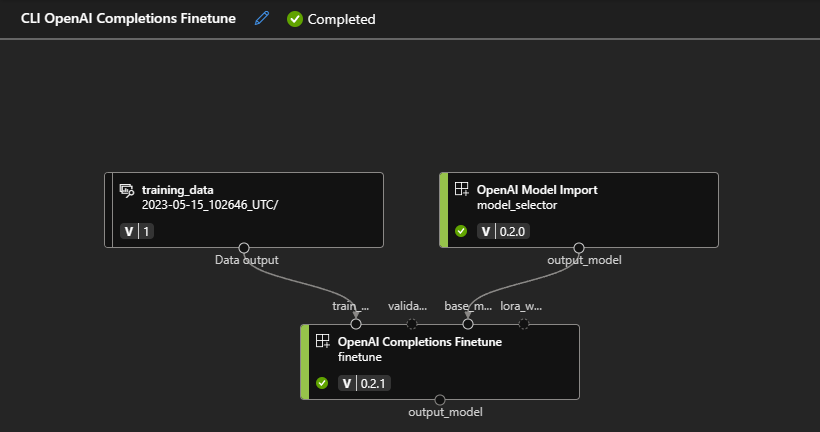 CLI OpenAI Completions Finetune Completed
training_data
2023-05-15_102646_UTC/
V 1
Data output
OpenAI Model Import
model_selector
V 0.2.0
output_model
train_... valida... base_m... lora_w...
OpenAI Completions Finetune
finetune
V 0.2.1
output_model